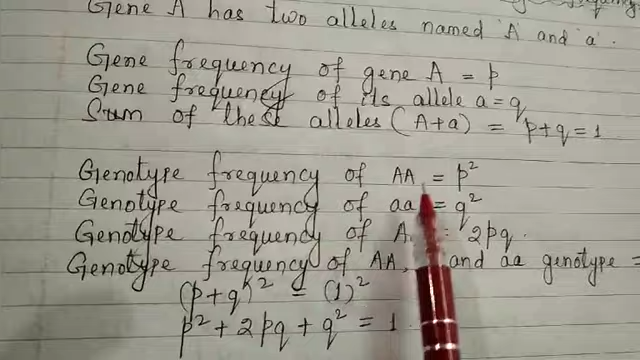 Gene A has two alleles named 'A' and 'a'.
Gene frequency of gene A = p
Gene frequency of its allele a = q
Sum of these alleles (A+a) = p+q=1
Genotype frequency of AA = p²
Genotype frequency of aa = q²
Genotype frequency of A = 2pq.
Genotype frequency of AA, and aa genotype =
(p+q)² = (1)²
p² + 2pq + q² = 1